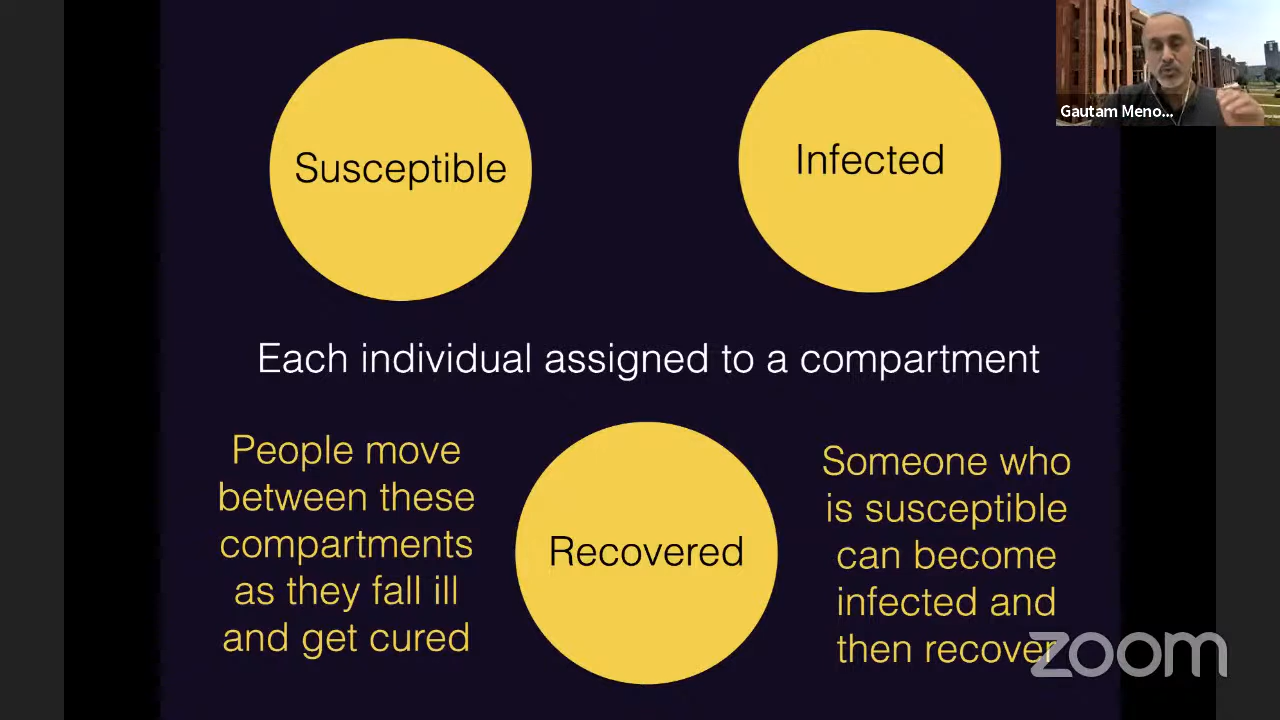 Susceptible
Infected
Gautam Meno...
Each individual assigned to a compartment
People move
between these
compartments
as they fall ill
and get cured
Recovered
Someone who
is susceptible
can become
infected and
then recover
zoom